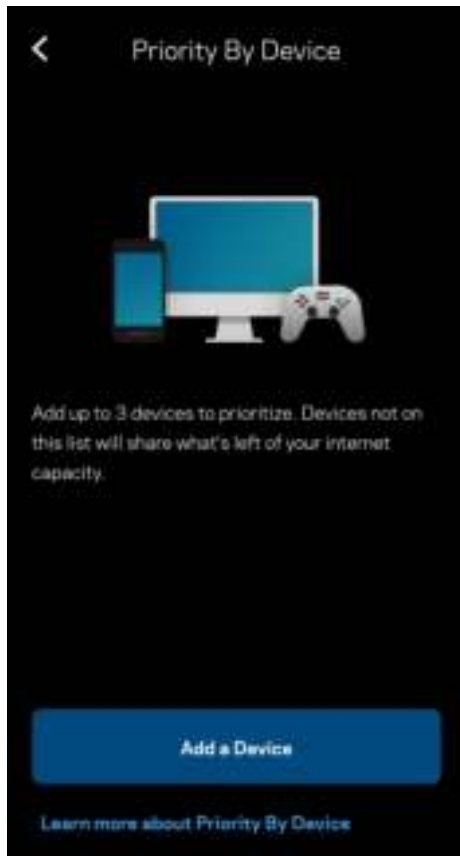 Priority By Device
Add up to 3 devices to prioritize. Devices not on
this list will share what's left of your internet
capacity.
Add a Device
Learn more about Priority By Device